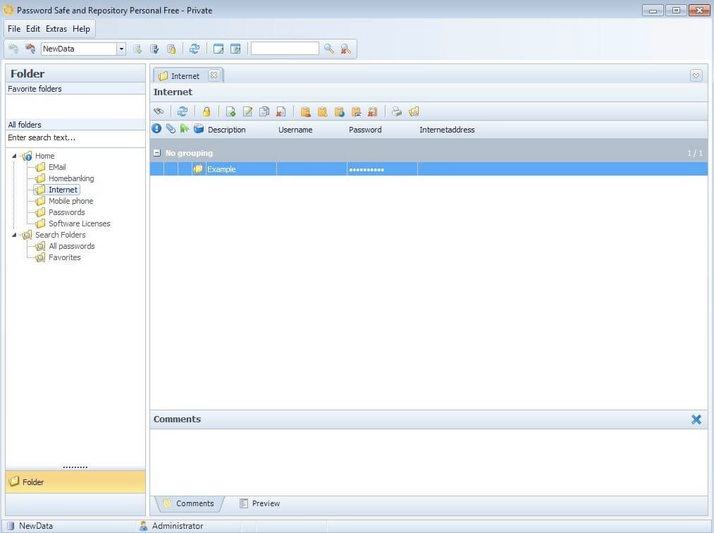 Password Safe and Repository Personal Free - Private
File Edit Extras Help
NewData
Folder
Favorite folders
All folders
Enter search text...
Home
EMail
Homebanking
Internet
Mobile phone
Passwords
Software Licenses
Search Folders
All passwords
Favorites
Folder
Internet
Internet
Description Username Password Internetaddress
No grouping 1 / 1
Example ••••••••••
Comments
Comments Preview
NewData Administrator